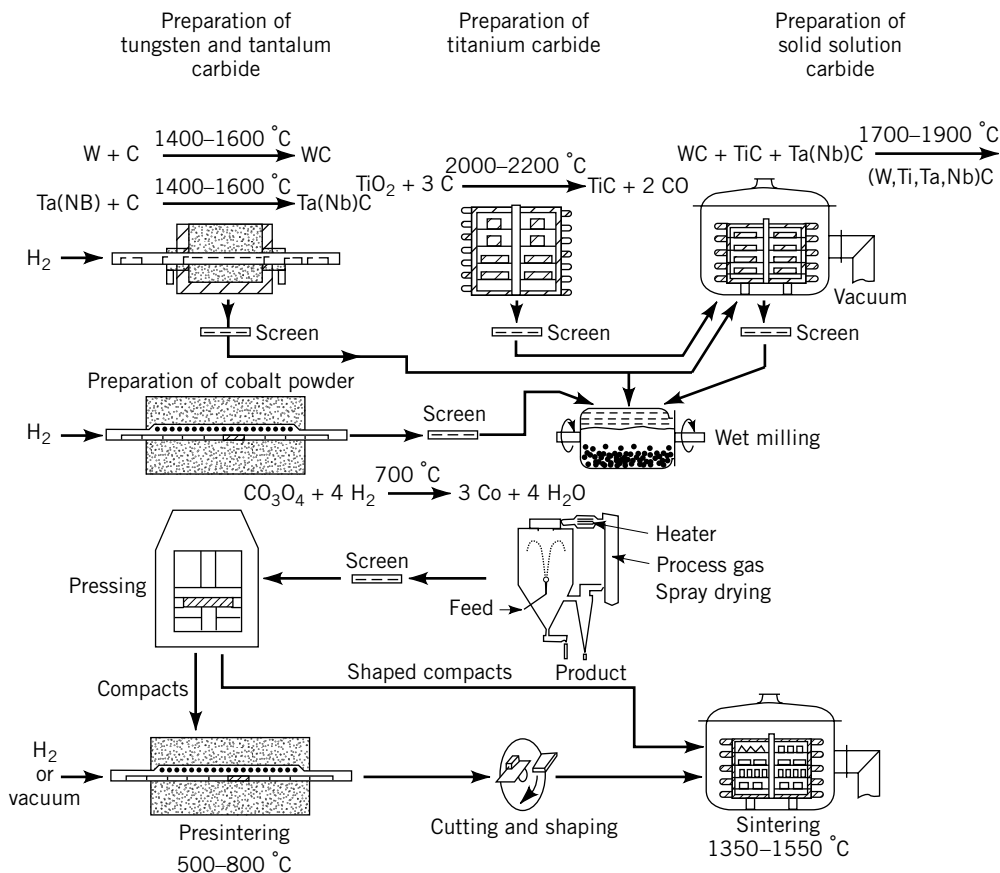 Preparation of
tungsten and tantalum
carbide
Preparation of
titanium carbide
Preparation of
solid solution
carbide
1400–1600 °C
W + C WC
1400–1600 °C
Ta(NB) + C Ta(Nb)C
2000–2200 °C
TiO₂ + 3 C TiC + 2 CO
1700–1900 °C
WC + TiC + Ta(Nb)C
(W,Ti,Ta,Nb)C
H₂
Vacuum
Screen
Screen
Screen
Preparation of cobalt powder
H₂
Screen
Wet milling
700 °C
CO₃O₄ + 4 H₂ 3 Co + 4 H₂O
Pressing
Screen
Heater
Process gas
Spray drying
Feed
Product
Compacts
Shaped compacts
H₂
or
vacuum
Presintering
500–800 °C
Cutting and shaping
Sintering
1350–1550 °C